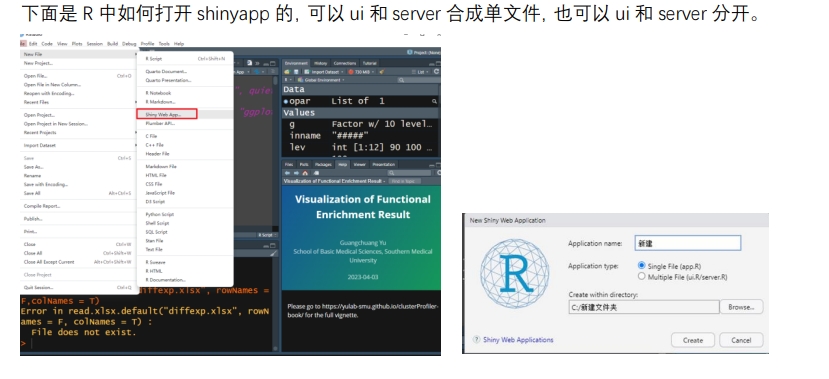 下面是 R 中如何打开 shinyapp 的，可以 ui 和 server 合成单文件，也可以 ui 和 server 分开。
Edit Code View Plots Session Build Debug Profile Tools Help
New File
New Project...
Open File... Ctrl+O
Open File in New Column...
Reopen with Encoding...
Recent Files
Open Project...
Open Project in New Session...
Recent Projects
Import Dataset
Save Ctrl+S
Save As...
Rename
Save with Encoding...
Save All Alt+Ctrl+S
Compile Report...
Publish...
Print...
Close Ctrl+W
Close All Ctrl+Shift+W
Close All Except Current Alt+Ctrl+Shift+W
Close Project
Quit Session... Ctrl+Q
R Script Ctrl+Shift+N
Quarto Document...
Quarto Presentation...
R Notebook
R Markdown...
Shiny Web App...
Plumber API...
C File
C++ File
Header File
Markdown File
HTML File
CSS File
JavaScript File
D3 Script
Python Script
Shell Script
SQL Script
Stan File
Text File
R Sweave
R HTML
R Documentation...
R Script
Environment History Connections Tutorial
Import Dataset
List
Global Environment
Data
opar List of 1
Values
g Factor w/ 10 level…
inname "#####"
lev int [1:12] 90 100 …
Files Plots Packages Help Viewer Presentation
Visualization of Functional Enrichment Result
Visualization of Functional
Enrichment Result
Guangchuang Yu
School of Basic Medical Sciences, Southern Medical
University
2023-04-03
Please go to https://yulab-smu.github.io/clusterProfiler-
book/ for the full vignette.
iffexp.xlsx", rowNames =
F,colNames = T)
Error in read.xlsx.default("diffexp.xlsx", rowN
ames = F, colNames = T) :
File does not exist.
>
New Shiny Web Application
R
Application name: 新建
Application type: Single File (app.R)
Multiple File (ui.R/server.R)
Create within directory:
C:/新建文件夹 Browse...
? Shiny Web Applications Create Cancel